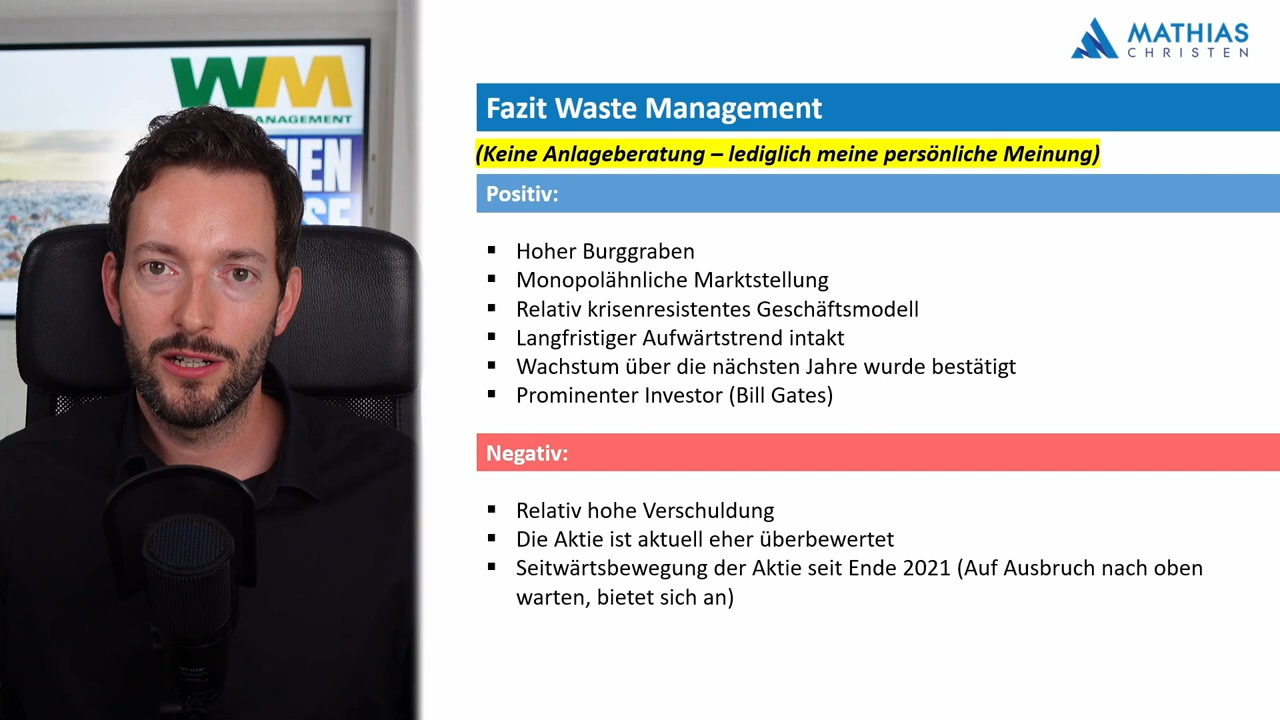 WM
ANAGEMENT
MATHIAS
CHRISTEN
Fazit Waste Management
(Keine Anlageberatung – lediglich meine persönliche Meinung)
Positiv:
▪ Hoher Burggraben
▪ Monopolähnliche Marktstellung
▪ Relativ krisenresistentes Geschäftsmodell
▪ Langfristiger Aufwärtstrend intakt
▪ Wachstum über die nächsten Jahre wurde bestätigt
▪ Prominenter Investor (Bill Gates)
Negativ:
▪ Relativ hohe Verschuldung
▪ Die Aktie ist aktuell eher überbewertet
▪ Seitwärtsbewegung der Aktie seit Ende 2021 (Auf Ausbruch nach oben
warten, bietet sich an)